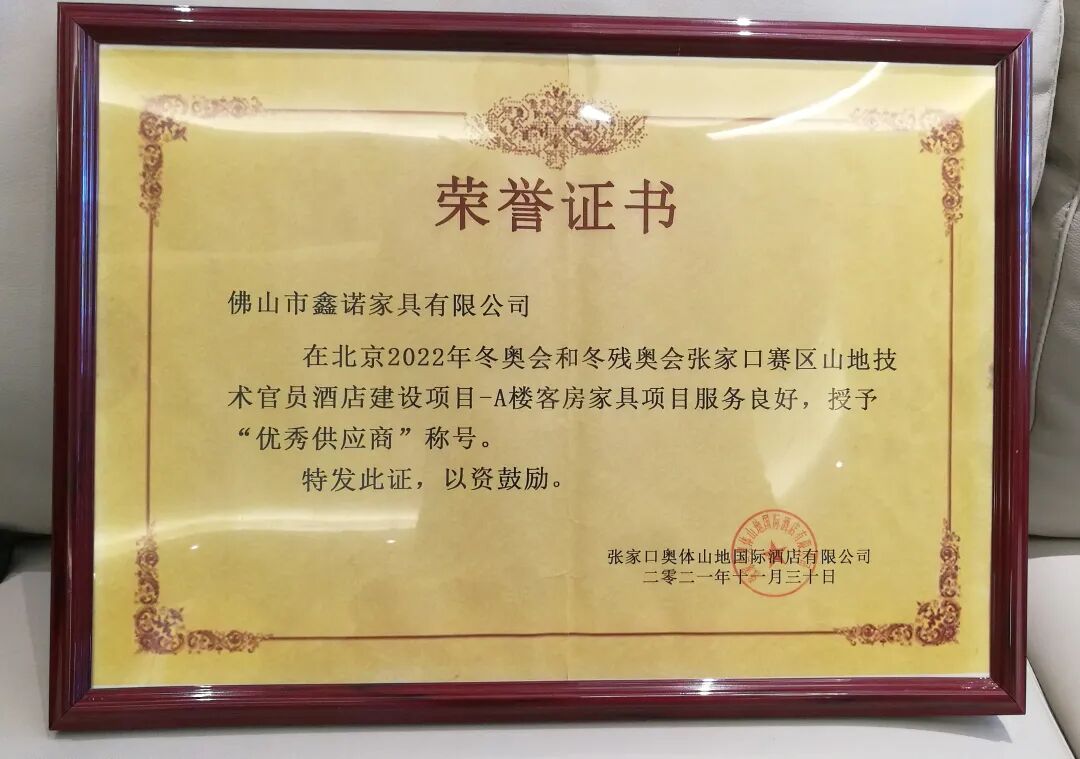 荣誉证书
佛山市鑫诺家具有限公司
在北京2022年冬奥会和冬残奥会张家口赛区山地技
术官员酒店建设项目-A楼客房家具项目服务良好，授予
“优秀供应商”称号。
特发此证，以资鼓励。
张家口奥体山地国际酒店有限公司
二零二一年十一月三十日